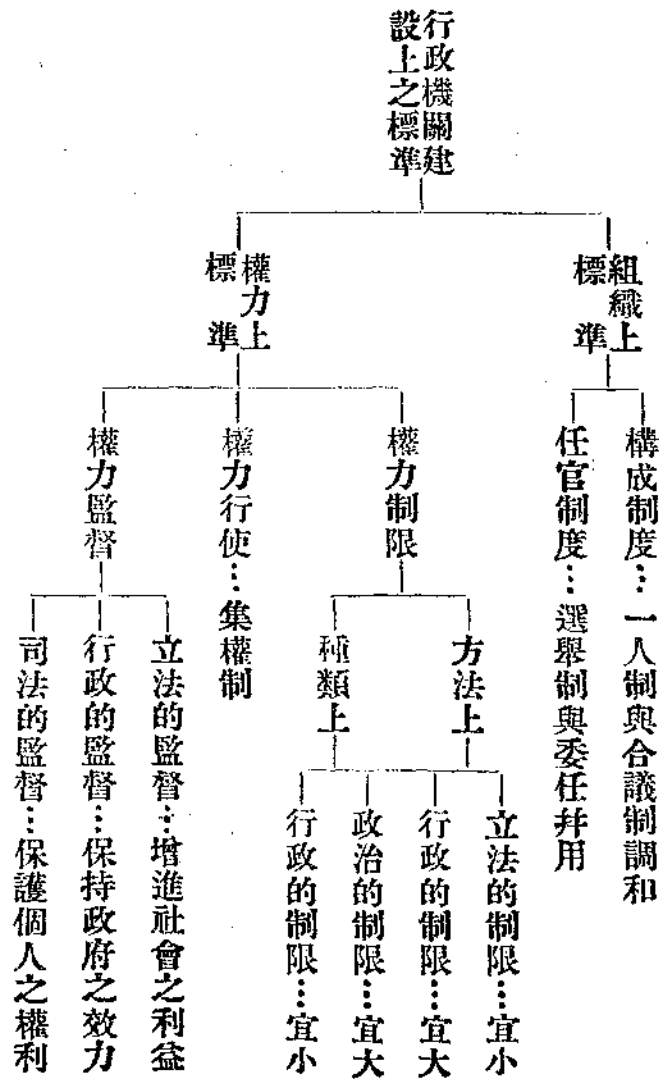 行政機關建
設上之標準
組織上
標準
構成制度…一人制與合議制調和
任官制度…選舉制與委任幷用
權力上
標準
權力制限
方法上
種類上
立法的制限…宜小
行政的制限…宜大
政治的制限…宜大
行政的制限…宜小
權力行使…集權制
權力監督
立法的監督…增進社會之利益
行政的監督…保持政府之效力
司法的監督…保護個人之權利